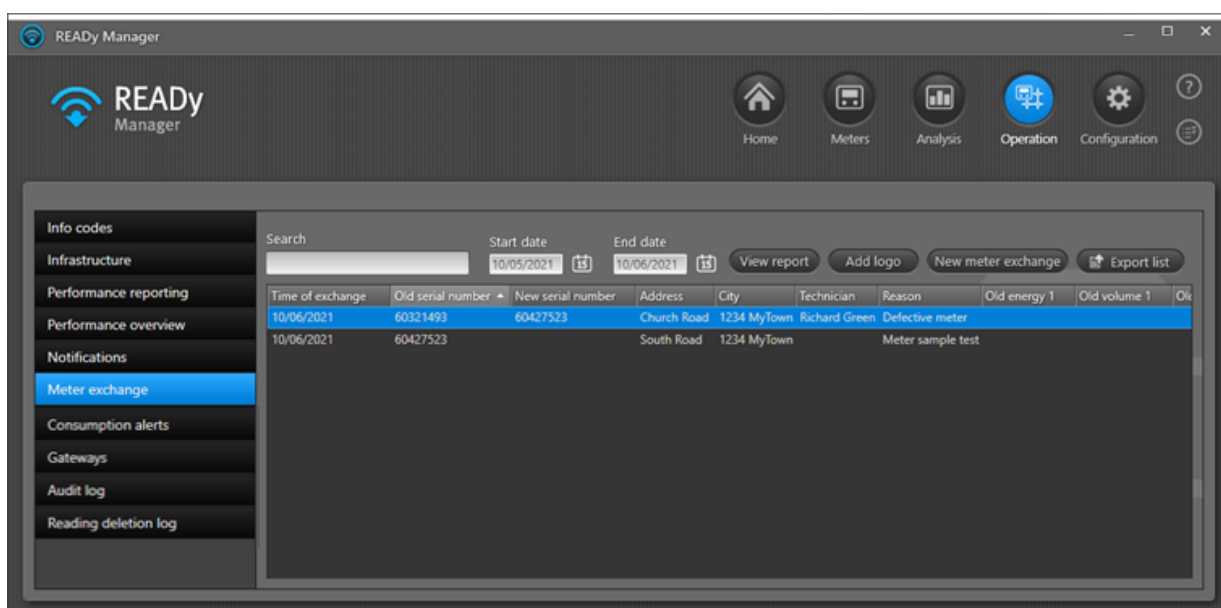 READy Manager
READy
Manager
Home Meters Analysis Operation Configuration
Info codes
Infrastructure
Performance reporting
Performance overview
Notifications
Meter exchange
Consumption alerts
Gateways
Audit log
Reading deletion log
Search Start date End date
10/05/2021 15 10/06/2021 15 View report Add logo New meter exchange Export list
Time of exchange Old serial number New serial number Address City Technician Reason Old energy 1 Old volume 1 Old
10/06/2021 60321493 60427523 Church Road 1234 MyTown Richard Green Defective meter
10/06/2021 60427523 South Road 1234 MyTown Meter sample test